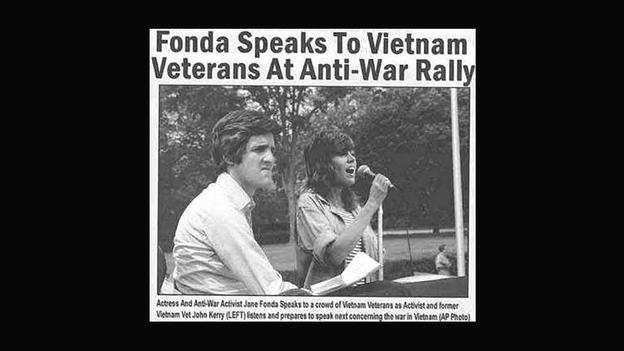 Fonda Speaks To Vietnam
Veterans At Anti-War Rally
Actress And Anti-War Activist Jane Fonda Speaks to a crowd of Vietnam Veterans as Activist and former
Vietnam Vet John Kerry (LEFT) listens and prepares to speak next concerning the war in Vietnam (AP Photo)